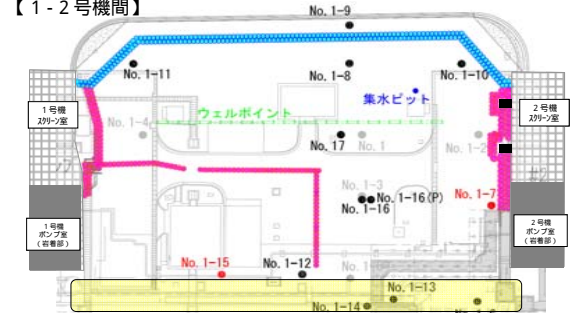 【1-2号機間】
No. 1-9
No. 1-11
No. 1-8
No. 1-10
集水ピット
1号機
スクリーン室
2号機
スクリーン室
ウェルポイント
No. 1-4
No. 17
No. 1
No. 1-2
No. 1-3
No. 1-16(P)
No. 1-16
No. 1-7
1号機
ポンプ室
(岩着部)
2号機
ポンプ室
(岩着部)
No. 1-15
No. 1-12
No. 1-13
No. 1-14